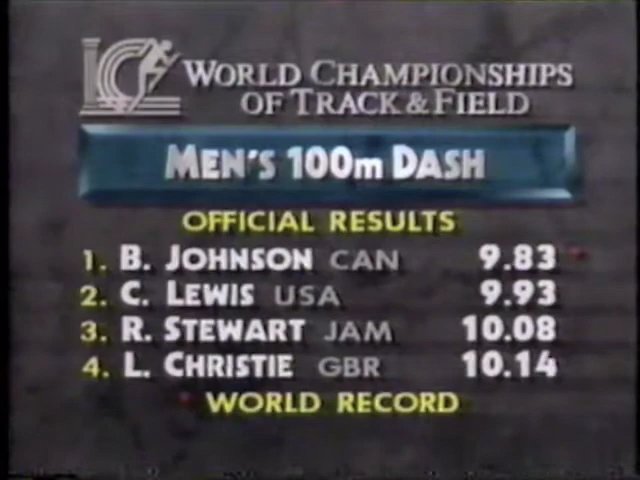 WORLD CHAMPIONSHIPS
OF TRACK & FIELD
MEN'S 100m DASH
OFFICIAL RESULTS
1. B. JOHNSON CAN 9.83 *
2. C. LEWIS USA 9.93
3. R. STEWART JAM 10.08
4. L. CHRISTIE GBR 10.14
* WORLD RECORD